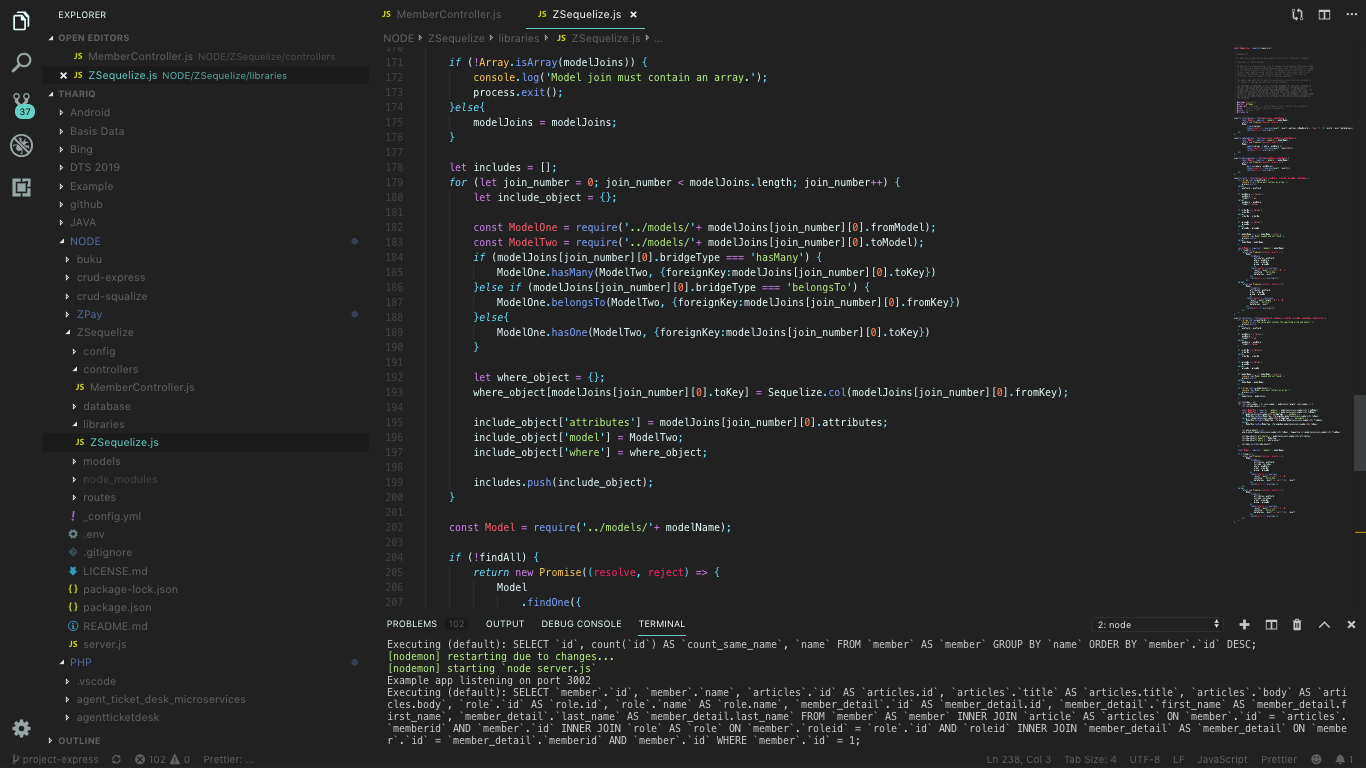 EXPLORER
OPEN EDITORS
JS MemberController.js NODE/ZSequelize/controllers
JS ZSequelize.js NODE/ZSequelize/libraries
37
THARIQ
Android
Basis Data
Bing
DTS 2019
Example
github
JAVA
NODE
buku
crud-express
crud-squalize
ZPay
ZSequelize
config
controllers
JS MemberController.js
database
libraries
JS ZSequelize.js
models
node_modules
routes
! _config.yml
.env
.gitignore
LICENSE.md
{} package-lock.json
{} package.json
README.md
JS server.js
PHP
.vscode
agent_ticket_desk_microservices
agentticketdesk
OUTLINE
JS MemberController.js JS ZSequelize.js
NODE ZSequelize libraries JS ZSequelize.js ...
170
171 if (!Array.isArray(modelJoins)) {
172 console.log('Model join must contain an array.');
173 process.exit();
174 }else{
175 modelJoins = modelJoins;
176 }
177
178 let includes = [];
179 for (let join_number = 0; join_number < modelJoins.length; join_number++) {
180 let include_object = {};
181
182 const ModelOne = require('../models/'+ modelJoins[join_number][0].fromModel);
183 const ModelTwo = require('../models/'+ modelJoins[join_number][0].toModel);
184 if (modelJoins[join_number][0].bridgeType === 'hasMany') {
185 ModelOne.hasMany(ModelTwo, {foreignKey:modelJoins[join_number][0].toKey})
186 }else if (modelJoins[join_number][0].bridgeType === 'belongsTo') {
187 ModelOne.belongsTo(ModelTwo, {foreignKey:modelJoins[join_number][0].fromKey})
188 }else{
189 ModelOne.hasOne(ModelTwo, {foreignKey:modelJoins[join_number][0].toKey})
190 }
191
192 let where_object = {};
193 where_object[modelJoins[join_number][0].toKey] = Sequelize.col(modelJoins[join_number][0].fromKey);
194
195 include_object['attributes'] = modelJoins[join_number][0].attributes;
196 include_object['model'] = ModelTwo;
197 include_object['where'] = where_object;
198
199 includes.push(include_object);
200 }
201
202 const Model = require('../models/'+ modelName);
203
204 if (!findAll) {
205 return new Promise((resolve, reject) => {
206 Model
207 .findOne({
PROBLEMS 102 OUTPUT DEBUG CONSOLE TERMINAL 2: node
Executing (default): SELECT `id`, count(`id`) AS `count_same_name`, `name` FROM `member` AS `member` GROUP BY `name` ORDER BY `member`.`id` DESC;
[nodemon] restarting due to changes...
[nodemon] starting `node server.js`
Example app listening on port 3002
Executing (default): SELECT `member`.`id`, `member`.`name`, `articles`.`id` AS `articles.id`, `articles`.`title` AS `articles.title`, `articles`.`body` AS `arti
cles.body`, `role`.`id` AS `role.id`, `role`.`name` AS `role.name`, `member_detail`.`id` AS `member_detail.id`, `member_detail`.`first_name` AS `member_detail.f
irst_name`, `member_detail`.`last_name` AS `member_detail.last_name` FROM `member` AS `member` INNER JOIN `article` AS `articles` ON `member`.`id` = `articles`.
`memberid` AND `member`.`id` INNER JOIN `role` AS `role` ON `member`.`roleid` = `role`.`id` AND `roleid` INNER JOIN `member_detail` AS `member_detail` ON `membe
r`.`id` = `member_detail`.`memberid` AND `member`.`id` WHERE `member`.`id` = 1;
project-express 102 0 Prettier: ... Ln 238, Col 3 Tab Size: 4 UTF-8 LF JavaScript Prettier 1